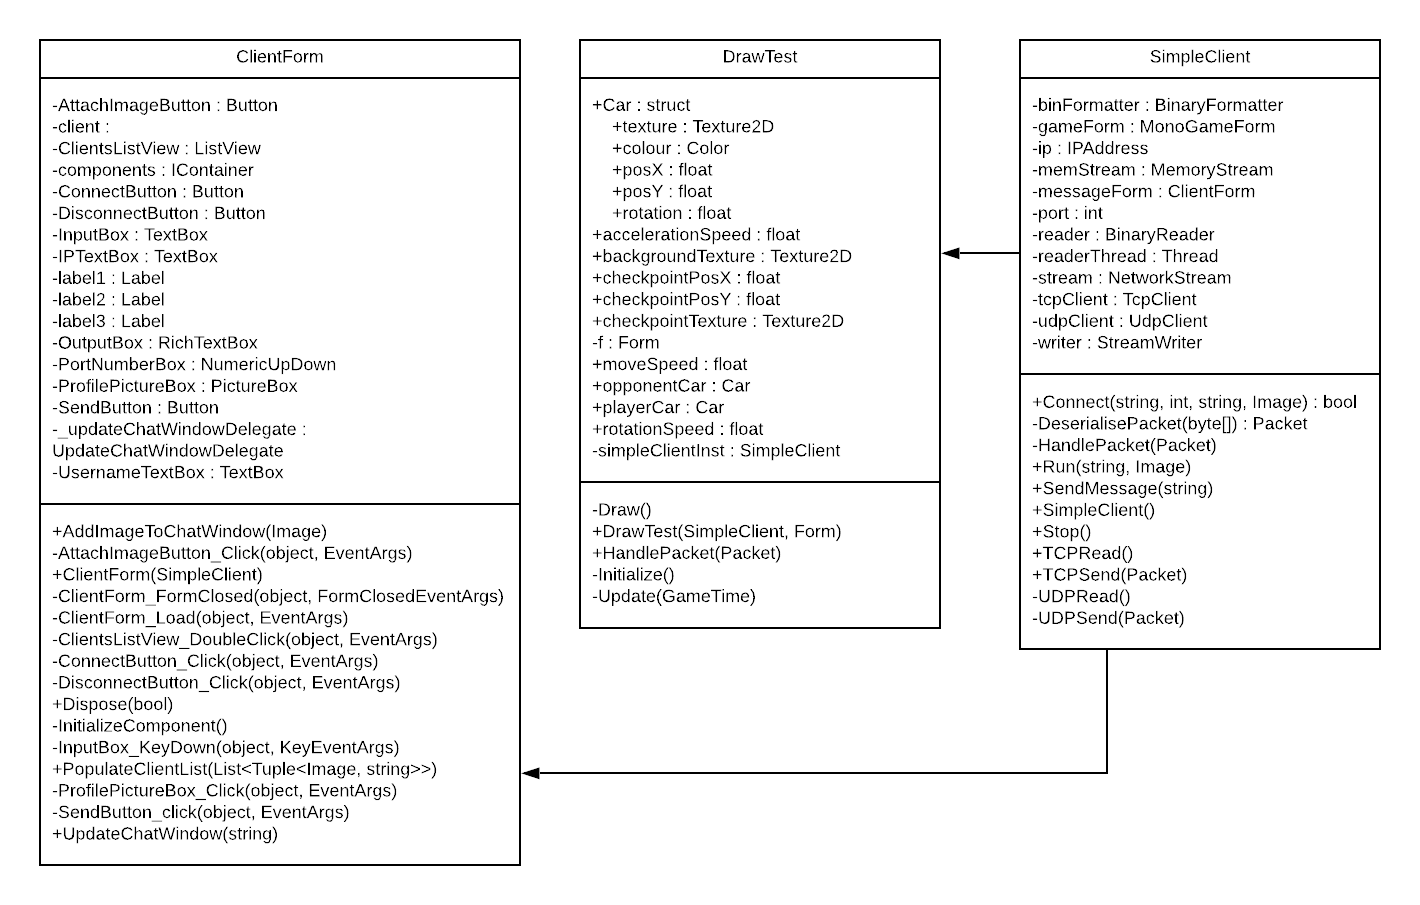 ClientForm
-AttachImageButton : Button
-client :
-ClientsListView : ListView
-components : IContainer
-ConnectButton : Button
-DisconnectButton : Button
-InputBox : TextBox
-IPTextBox : TextBox
-label1 : Label
-label2 : Label
-label3 : Label
-OutputBox : RichTextBox
-PortNumberBox : NumericUpDown
-ProfilePictureBox : PictureBox
-SendButton : Button
-_updateChatWindowDelegate :
UpdateChatWindowDelegate
-UsernameTextBox : TextBox
+AddImageToChatWindow(Image)
-AttachImageButton_Click(object, EventArgs)
+ClientForm(SimpleClient)
-ClientForm_FormClosed(object, FormClosedEventArgs)
-ClientForm_Load(object, EventArgs)
-ClientsListView_DoubleClick(object, EventArgs)
-ConnectButton_Click(object, EventArgs)
-DisconnectButton_Click(object, EventArgs)
+Dispose(bool)
-InitializeComponent()
-InputBox_KeyDown(object, KeyEventArgs)
+PopulateClientList(List<Tuple<Image, string>>)
-ProfilePictureBox_Click(object, EventArgs)
-SendButton_click(object, EventArgs)
+UpdateChatWindow(string)
DrawTest
+Car : struct
+texture : Texture2D
+colour : Color
+posX : float
+posY : float
+rotation : float
+accelerationSpeed : float
+backgroundTexture : Texture2D
+checkpointPosX : float
+checkpointPosY : float
+checkpointTexture : Texture2D
-f : Form
+moveSpeed : float
+opponentCar : Car
+playerCar : Car
+rotationSpeed : float
-simpleClientInst : SimpleClient
-Draw()
+DrawTest(SimpleClient, Form)
+HandlePacket(Packet)
-Initialize()
-Update(GameTime)
SimpleClient
-binFormatter : BinaryFormatter
-gameForm : MonoGameForm
-ip : IPAddress
-memStream : MemoryStream
-messageForm : ClientForm
-port : int
-reader : BinaryReader
-readerThread : Thread
-stream : NetworkStream
-tcpClient : TcpClient
-udpClient : UdpClient
-writer : StreamWriter
+Connect(string, int, string, Image) : bool
-DeserialisePacket(byte[]) : Packet
-HandlePacket(Packet)
+Run(string, Image)
+SendMessage(string)
+SimpleClient()
+Stop()
+TCPRead()
+TCPSend(Packet)
-UDPRead()
-UDPSend(Packet)